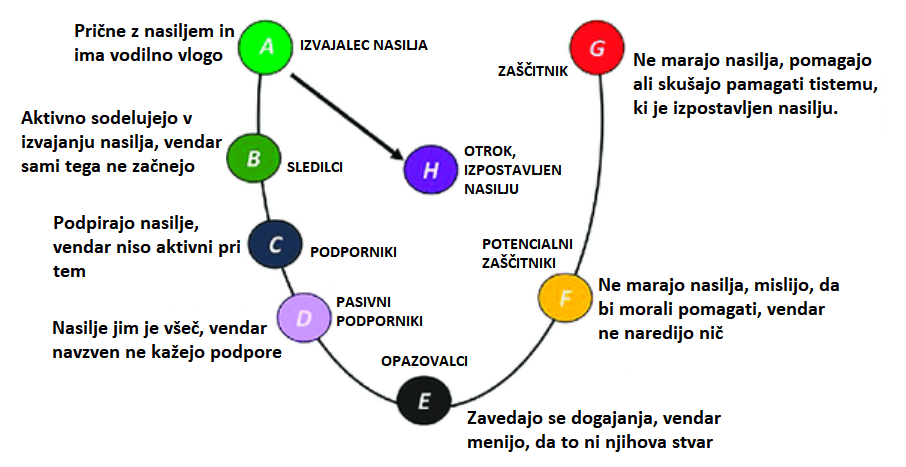 Prične z nasiljem in
ima vodilno vlogo
A
IZVAJALEC NASILJA
Aktivno sodelujejo v
izvajanju nasilja, vendar
sami tega ne začnejo
B
SLEDILCI
Podpirajo nasilje,
vendar niso aktivni pri
tem
C
PODPORNIKI
Nasilje jim je všeč, vendar
navzven ne kažejo podpore
D
PASIVNI
PODPORNIKI
OPAZOVALCI
E
Zavedajo se dogajanja, vendar
menijo, da to ni njihova stvar
POTENCIALNI
ZAŠČITNIKI
F
Ne marajo nasilja, mislijo, da
bi morali pomagati, vendar
ne naredijo nič
ZAŠČITNIK
G
Ne marajo nasilja, pomagajo
ali skušajo pamagati tistemu,
ki je izpostavljen nasilju.
H
OTROK,
IZPOSTAVLJEN
NASILJU